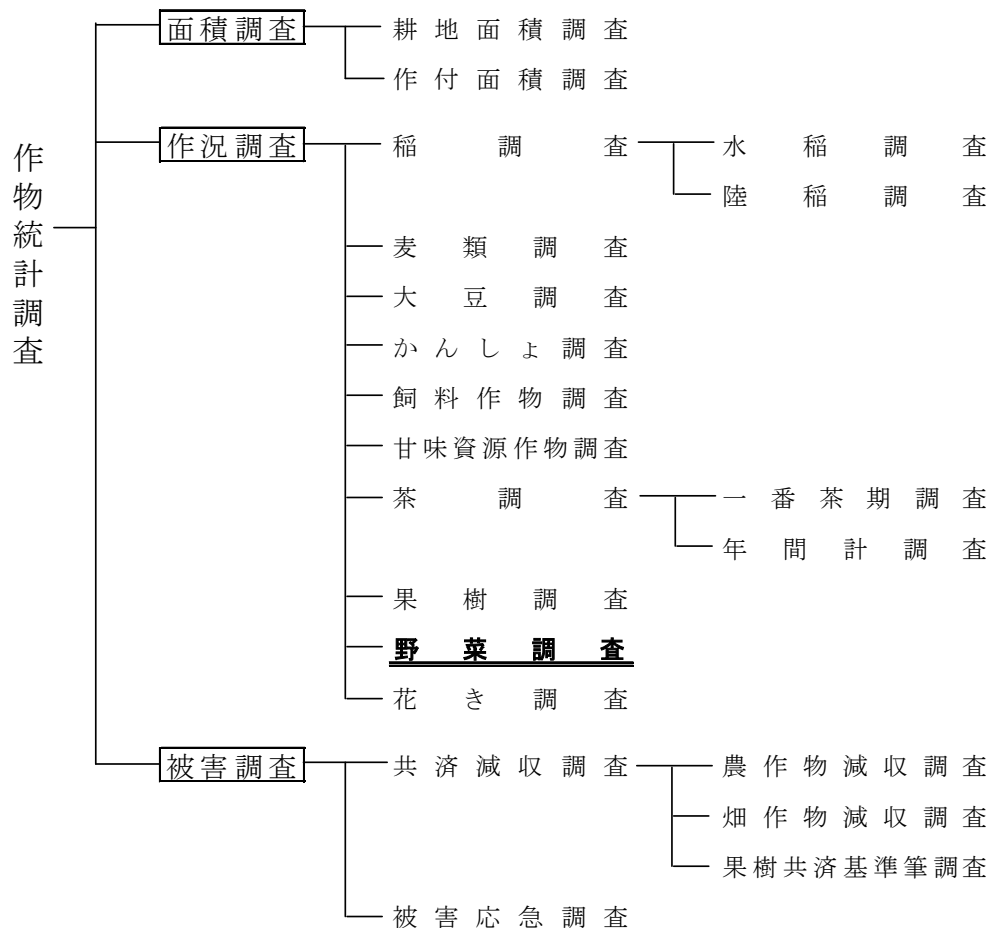 作物統計調査
面積調査
耕地面積調査
作付面積調査
作況調査
稲調査
水稲調査
陸稲調査
麦類調査
大豆調査
かんしょ調査
飼料作物調査
甘味資源作物調査
茶調査
一番茶期調査
年間計調査
果樹調査
野菜調査
花き調査
被害調査
共済減収調査
農作物減収調査
畑作物減収調査
果樹共済基準筆調査
被害応急調査